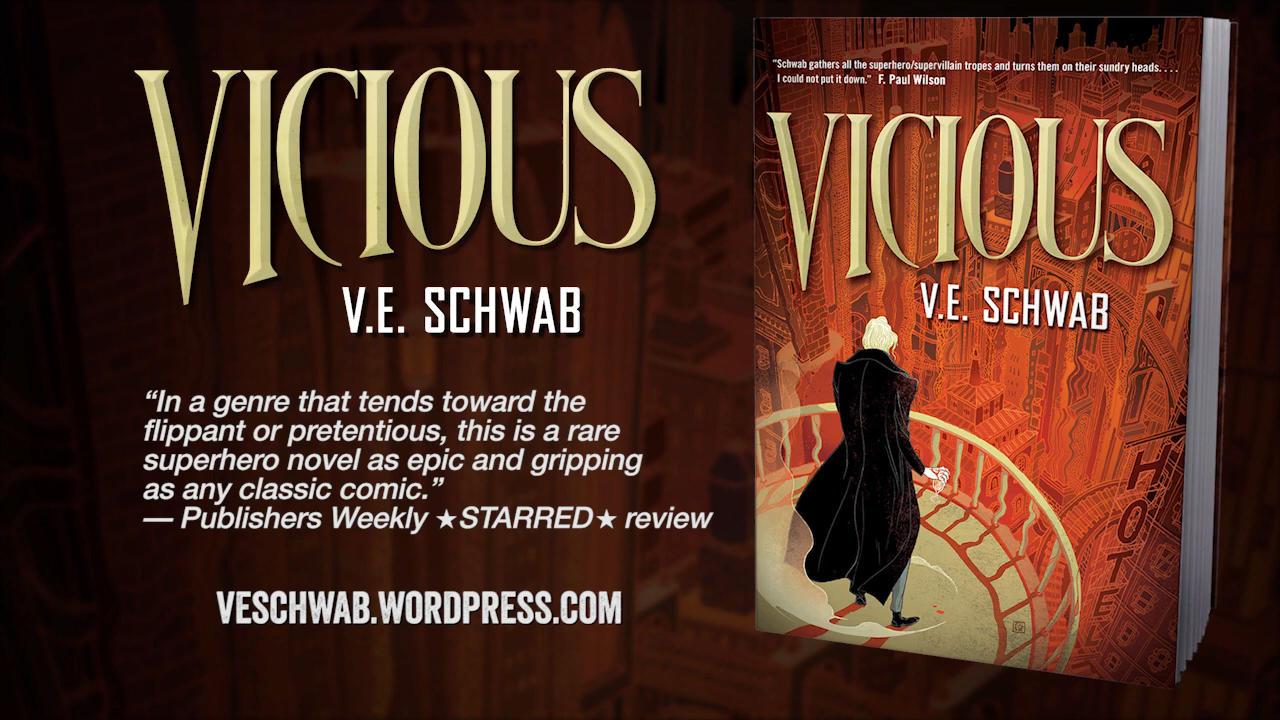 VICIOUS
V.E. SCHWAB
“In a genre that tends toward the
flippant or pretentious, this is a rare
superhero novel as epic and gripping
as any classic comic.”
— Publishers Weekly ★STARRED★ review
VESCHWAB.WORDPRESS.COM
“Schwab gathers all the superhero/supervillain tropes and turns them on their sundry heads. . . .
I could not put it down.” F. Paul Wilson
VICIOUS
V.E. SCHWAB
HOTEL